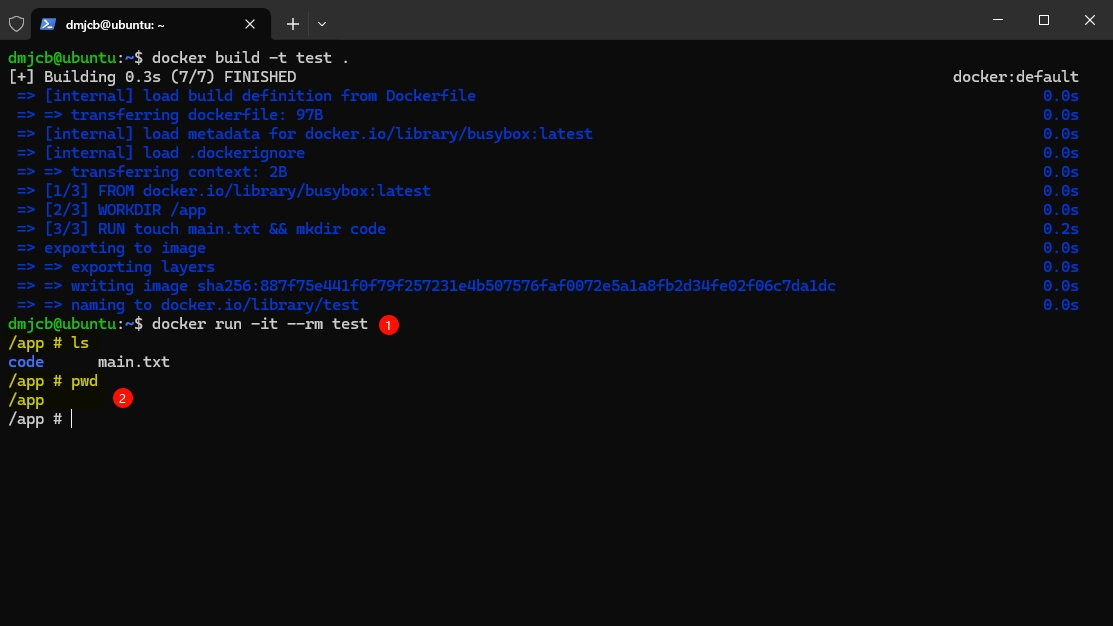 dmjcb@ubuntu: ~
dmjcb@ubuntu:~$ docker build -t test .
[+] Building 0.3s (7/7) FINISHED docker:default
=> [internal] load build definition from Dockerfile 0.0s
=> => transferring dockerfile: 97B 0.0s
=> [internal] load metadata for docker.io/library/busybox:latest 0.0s
=> [internal] load .dockerignore 0.0s
=> => transferring context: 2B 0.0s
=> [1/3] FROM docker.io/library/busybox:latest 0.0s
=> [2/3] WORKDIR /app 0.0s
=> [3/3] RUN touch main.txt && mkdir code 0.2s
=> exporting to image 0.0s
=> => exporting layers 0.0s
=> => writing image sha256:887f75e441f0f79f257231e4b507576faf0072e5a1a8fb2d34fe02f06c7da1dc 0.0s
=> => naming to docker.io/library/test 0.0s
dmjcb@ubuntu:~$ docker run -it --rm test 1
/app # ls
code main.txt
/app # pwd
/app 2
/app #